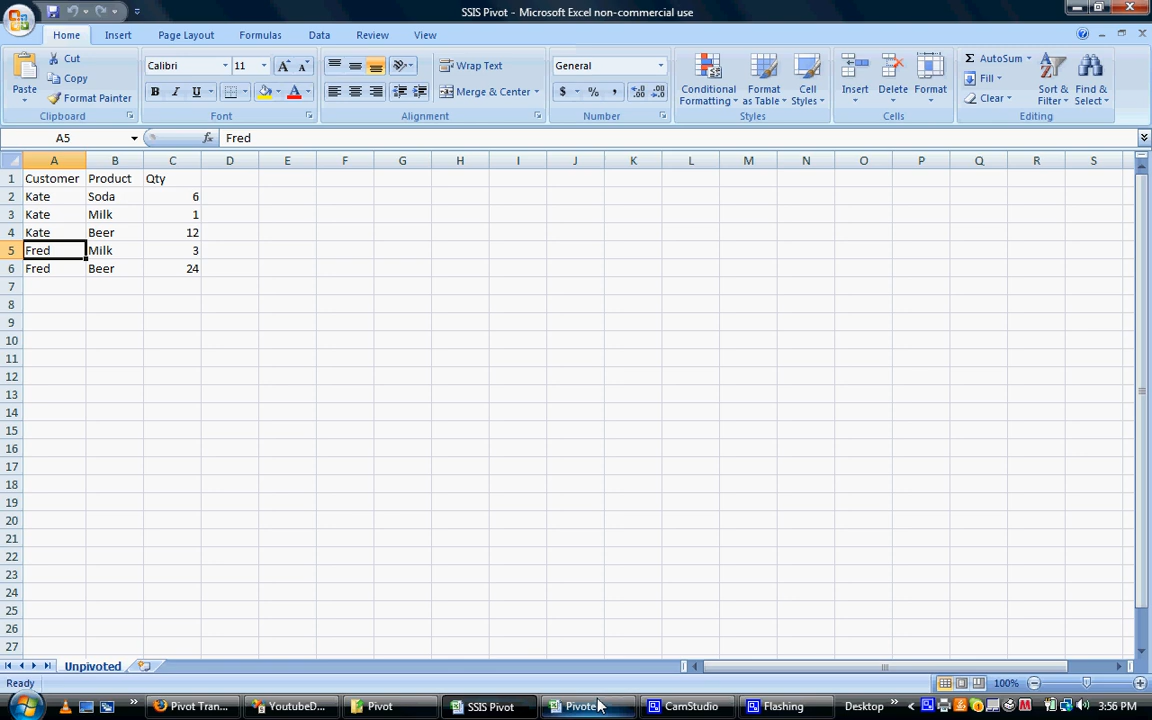 SSIS Pivot - Microsoft Excel non-commercial use
Home Insert Page Layout Formulas Data Review View
Paste
Cut
Copy
Format Painter
Clipboard
Calibri 11
B I U A
Font
Wrap Text
Merge & Center
Alignment
General
$ % ,
Number
Conditional Formatting
Format as Table
Cell Styles
Styles
Insert Delete Format
Cells
Σ AutoSum
Fill
Clear
Sort & Filter
Find & Select
Editing
A5 fx Fred
A B C D E F G H I J K L M N O P Q R S
1 Customer Product Qty
2 Kate Soda 6
3 Kate Milk 1
4 Kate Beer 12
5 Fred Milk 3
6 Fred Beer 24
7
8
9
10
11
12
13
14
15
16
17
18
19
20
21
22
23
24
25
26
27
Unpivoted
Ready 100%
Pivot Tran... YoutubeD... Pivot SSIS Pivot CamStudio Flashing Desktop 3:56 PM